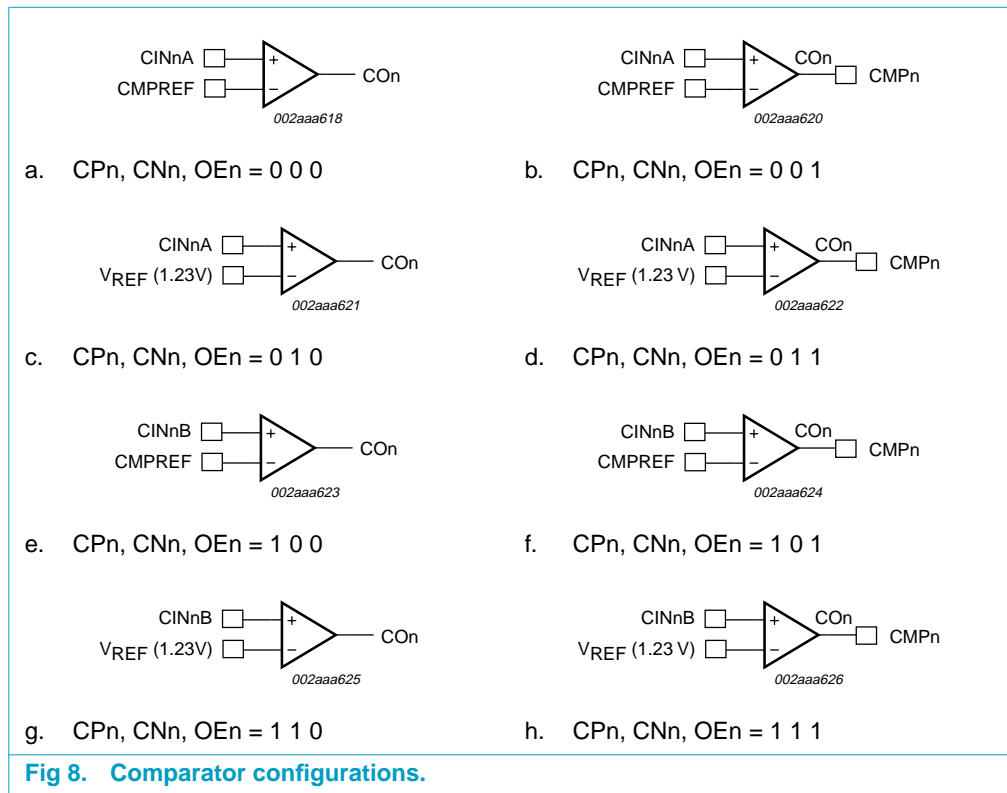 CINnA
+
CMPREF
−
COn
002aaa618
a. CPn, CNn, OEn = 0 0 0
CINnA
+
COn
CMPREF
−
CMPn
002aaa620
b. CPn, CNn, OEn = 0 0 1
CINnA
+
VREF (1.23V)
−
COn
002aaa621
c. CPn, CNn, OEn = 0 1 0
CINnA
+
COn
VREF (1.23 V)
−
CMPn
002aaa622
d. CPn, CNn, OEn = 0 1 1
CINnB
+
CMPREF
−
COn
002aaa623
e. CPn, CNn, OEn = 1 0 0
CINnB
+
COn
CMPREF
−
CMPn
002aaa624
f. CPn, CNn, OEn = 1 0 1
CINnB
+
VREF (1.23V)
−
COn
002aaa625
g. CPn, CNn, OEn = 1 1 0
CINnB
+
COn
VREF (1.23 V)
−
CMPn
002aaa626
h. CPn, CNn, OEn = 1 1 1
Fig 8. Comparator configurations.